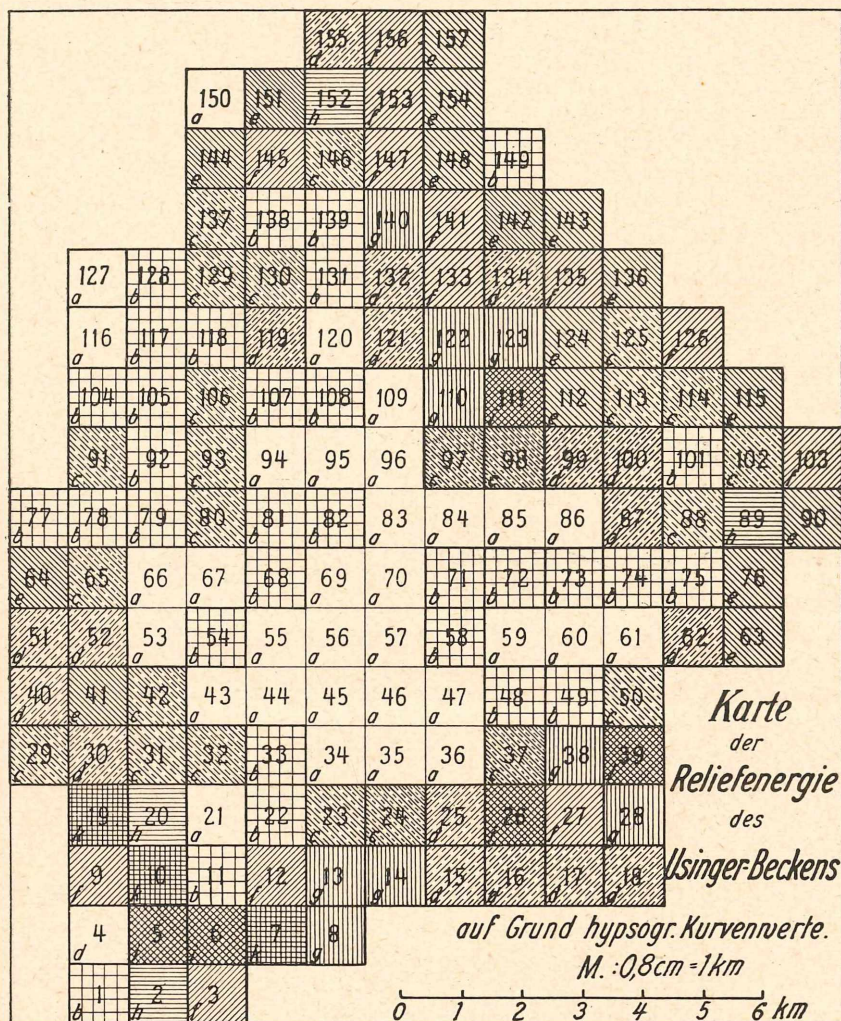 155 156 157
d f e
150 151 152 153 154
a e h f e
144 145 146 147 148 149
e f c f e b
137 138 139 140 141 142 143
c b b g f e e
127 128 129 130 131 132 133 134 135 136
a b c c b d f d f e
116 117 118 119 120 121 122 123 124 125 126
a b b d a d g g e c f
104 105 106 107 108 109 110 111 112 113 114 115
b b c b b a g i e c c e
91 92 93 94 95 96 97 98 99 100 101 102 103
c b c a a a c c d d b c f
77 78 79 80 81 82 83 84 85 86 87 88 89 90
b b b c b b a a a a d c h e
64 65 66 67 68 69 70 71 72 73 74 75 76
e c a a b a a b b b b b e
51 52 53 54 55 56 57 58 59 60 61 62 63
d d a b a a a b a a a d e
40 41 42 43 44 45 46 47 48 49 50
d e c a a a a a b b c
29 30 31 32 33 34 35 36 37 38 39
c d c c b a a a c g i
19 20 21 22 23 24 25 26 27 28
k h a b c c d i f g
9 10 11 12 13 14 15 16 17 18
f k b f g g d d d d
4 5 6 7 8
d i i k g
1 2 3
b h f
Karte
der
Reliefenergie
des
Usinger-Beckens
auf Grund hypsogr. Kurvenwerte.
M. :0,8cm=1km
0 1 2 3 4 5 6 km